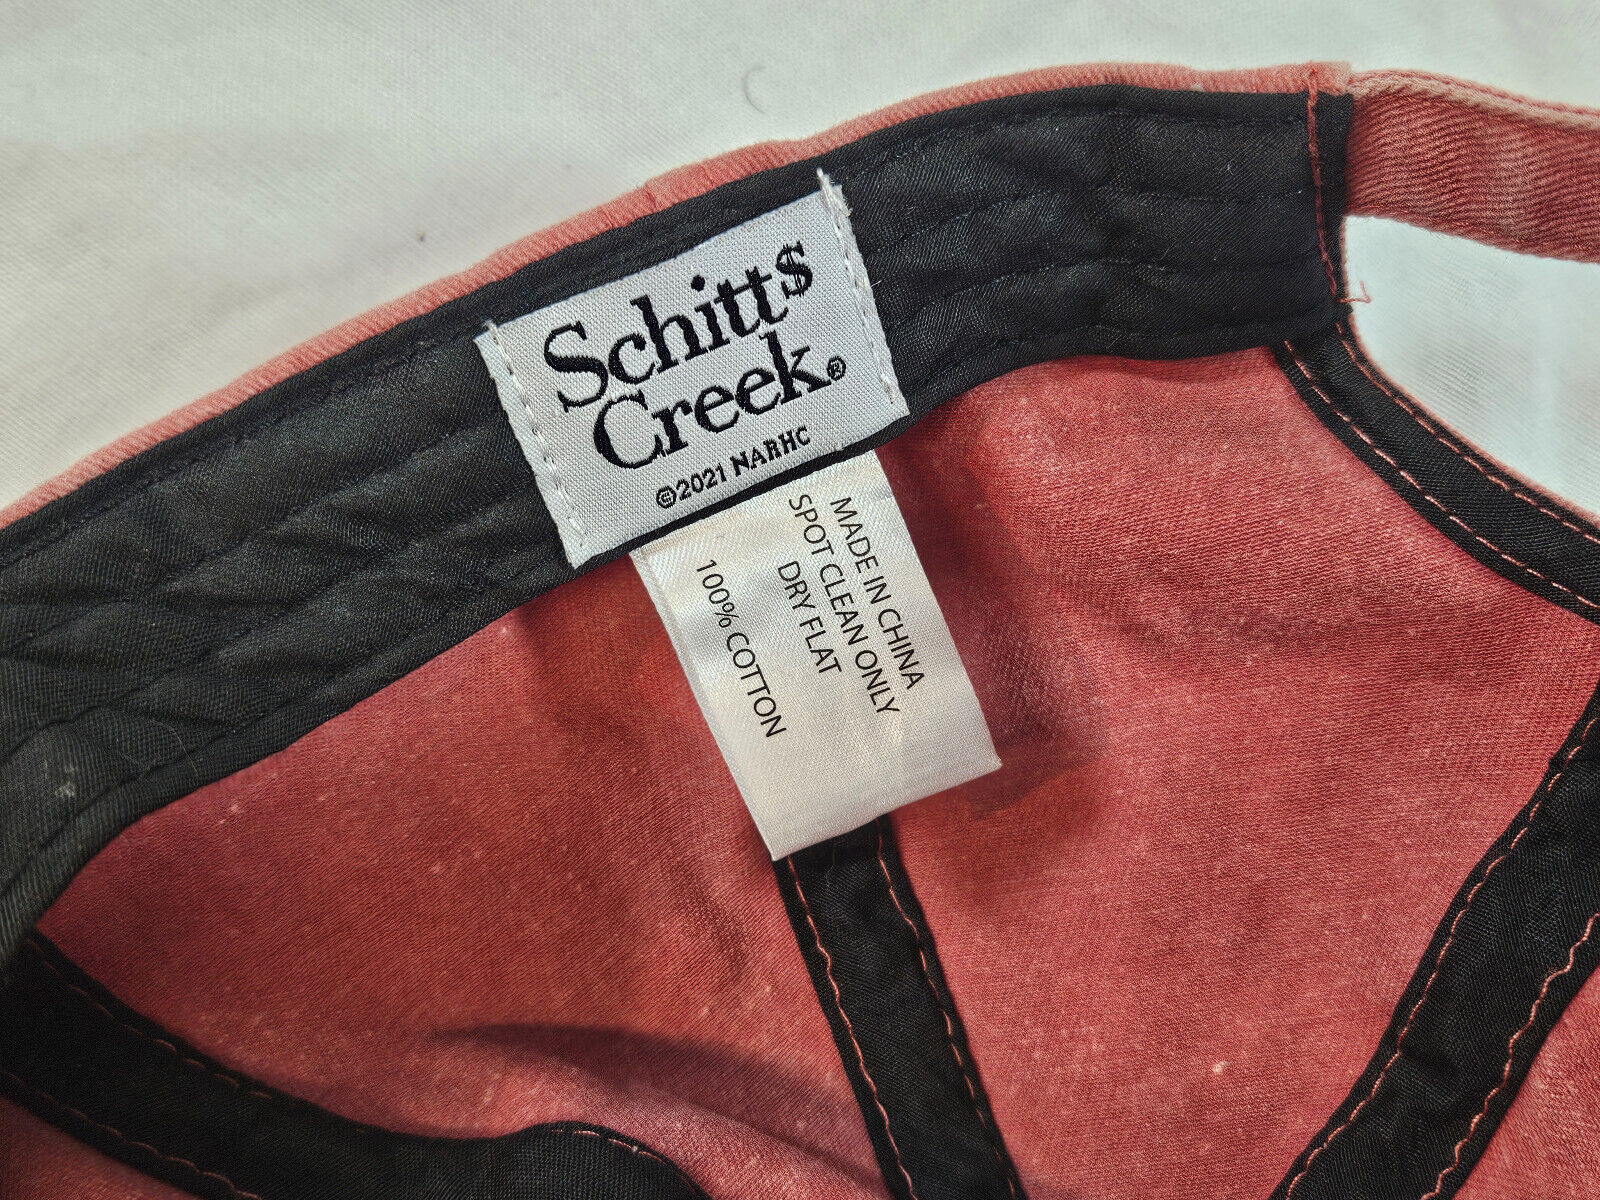 Schitt$
Creek®
©2021 NARHC
MADE IN CHINA
SPOT CLEAN ONLY
DRY FLAT
100% COTTON